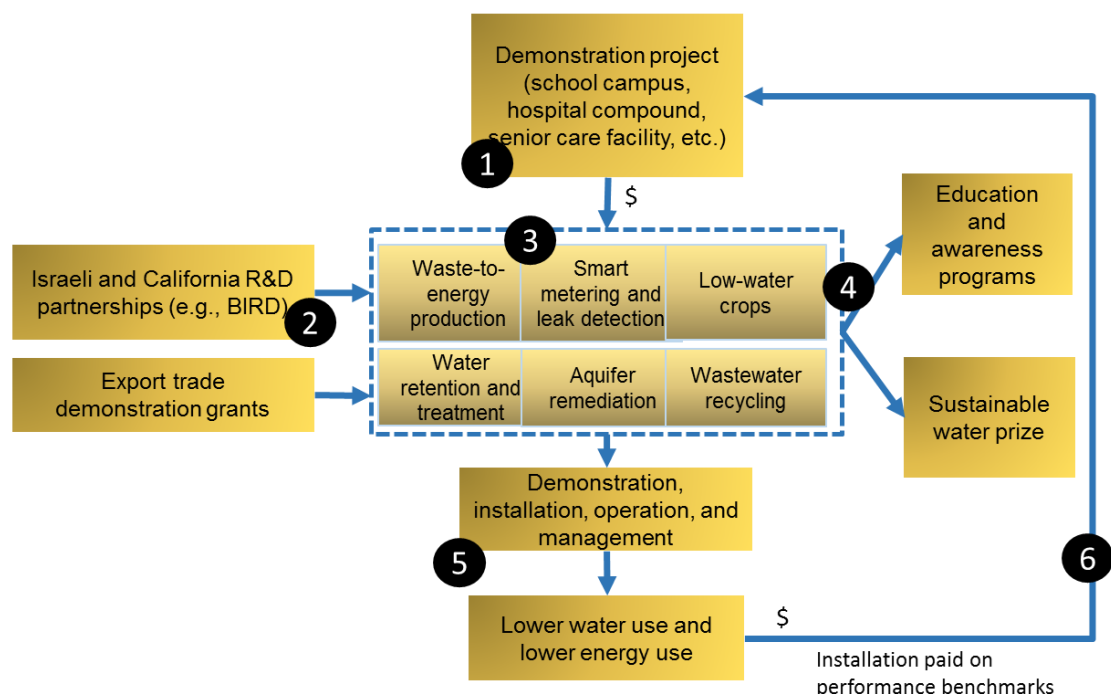 Demonstration project
(school campus,
hospital compound,
senior care facility, etc.)
1
$
3
Education
and
awareness
programs
Israeli and California R&D
partnerships (e.g., BIRD)
2
Waste-to-
energy
production
Smart
metering and
leak detection
Low-water
crops
4
Export trade
demonstration grants
Water
retention and
treatment
Aquifer
remediation
Wastewater
recycling
Sustainable
water prize
Demonstration,
installation, operation, and
management
5
6
Lower water use and
lower energy use
$
Installation paid on
performance benchmarks